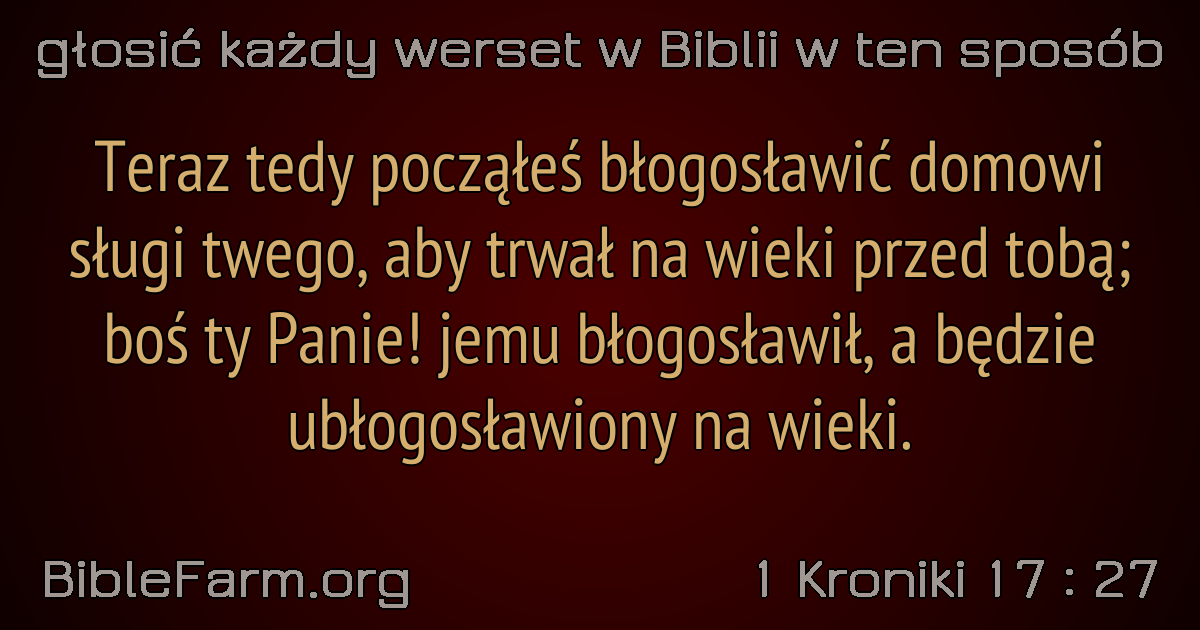 głosić każdy werset w Biblii w ten sposób
Teraz tedy począłeś błogosławić domowi
sługi twego, aby trwał na wieki przed tobą;
boś ty Panie! jemu błogosławił, a będzie
ubłogosławiony na wieki.
BibleFarm.org
1 Kroniki 17 : 27